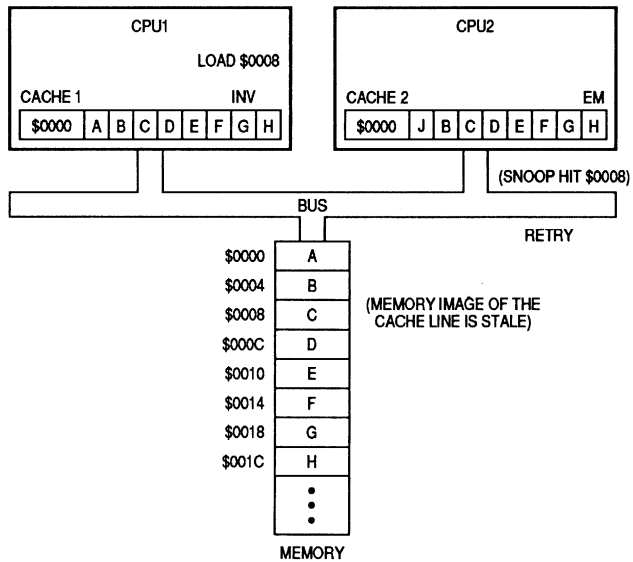 CPU1
LOAD $0008
CACHE 1 INV
$0000 A B C D E F G H
CPU2
CACHE 2 EM
$0000 J B C D E F G H
(SNOOP HIT $0008)
BUS
RETRY
$0000 A
$0004 B
$0008 C
$000C D
$0010 E
$0014 F
$0018 G
$001C H
(MEMORY IMAGE OF THE
CACHE LINE IS STALE)
MEMORY